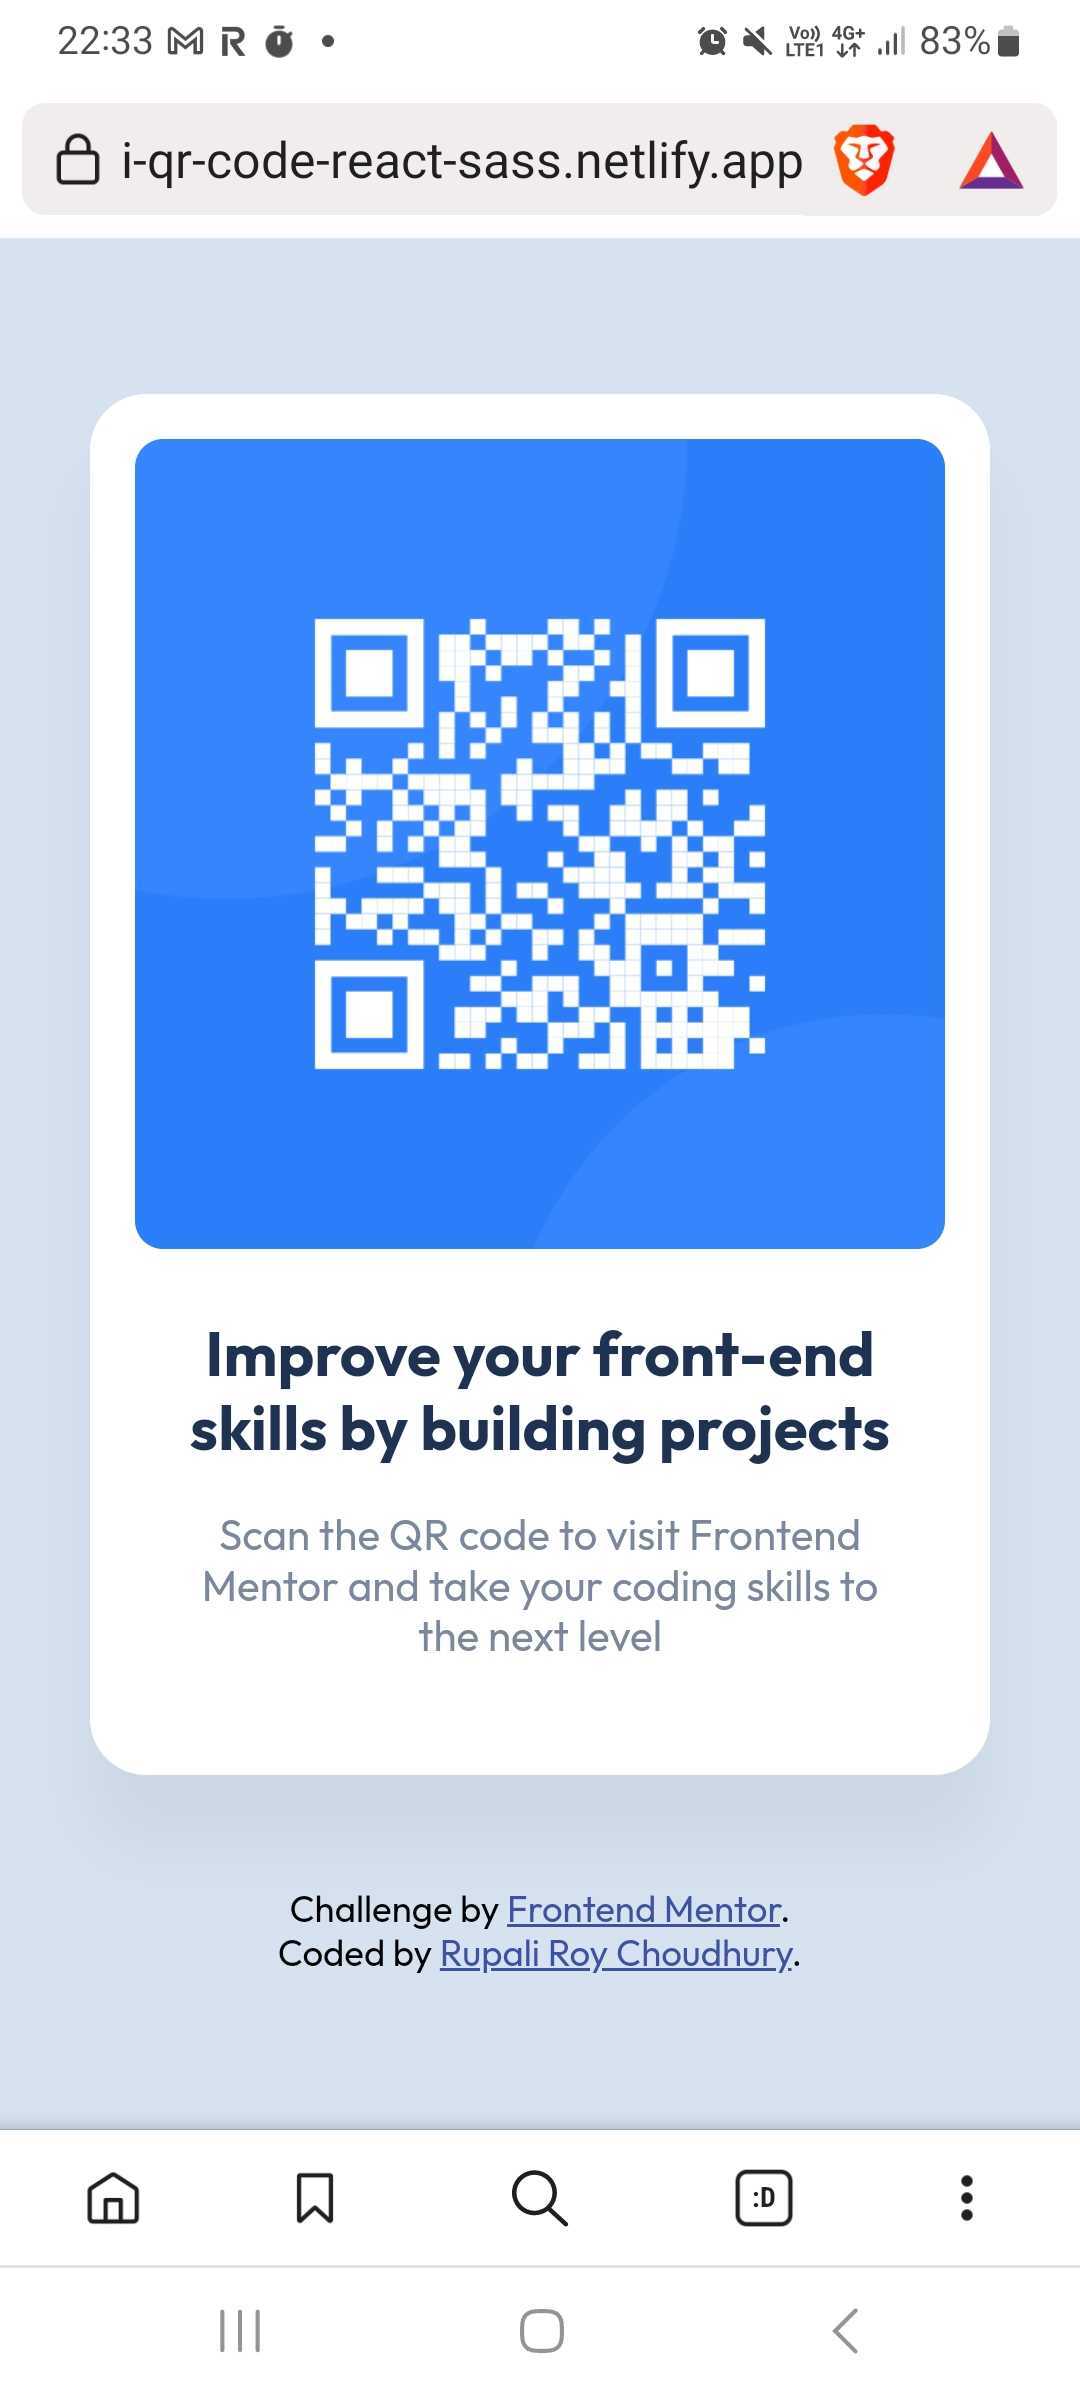 22:33
Vo)) LTE1 4G+ 83%
i-qr-code-react-sass.netlify.app
Improve your front-end
skills by building projects
Scan the QR code to visit Frontend
Mentor and take your coding skills to
the next level
Challenge by Frontend Mentor.
Coded by Rupali Roy Choudhury.
:D